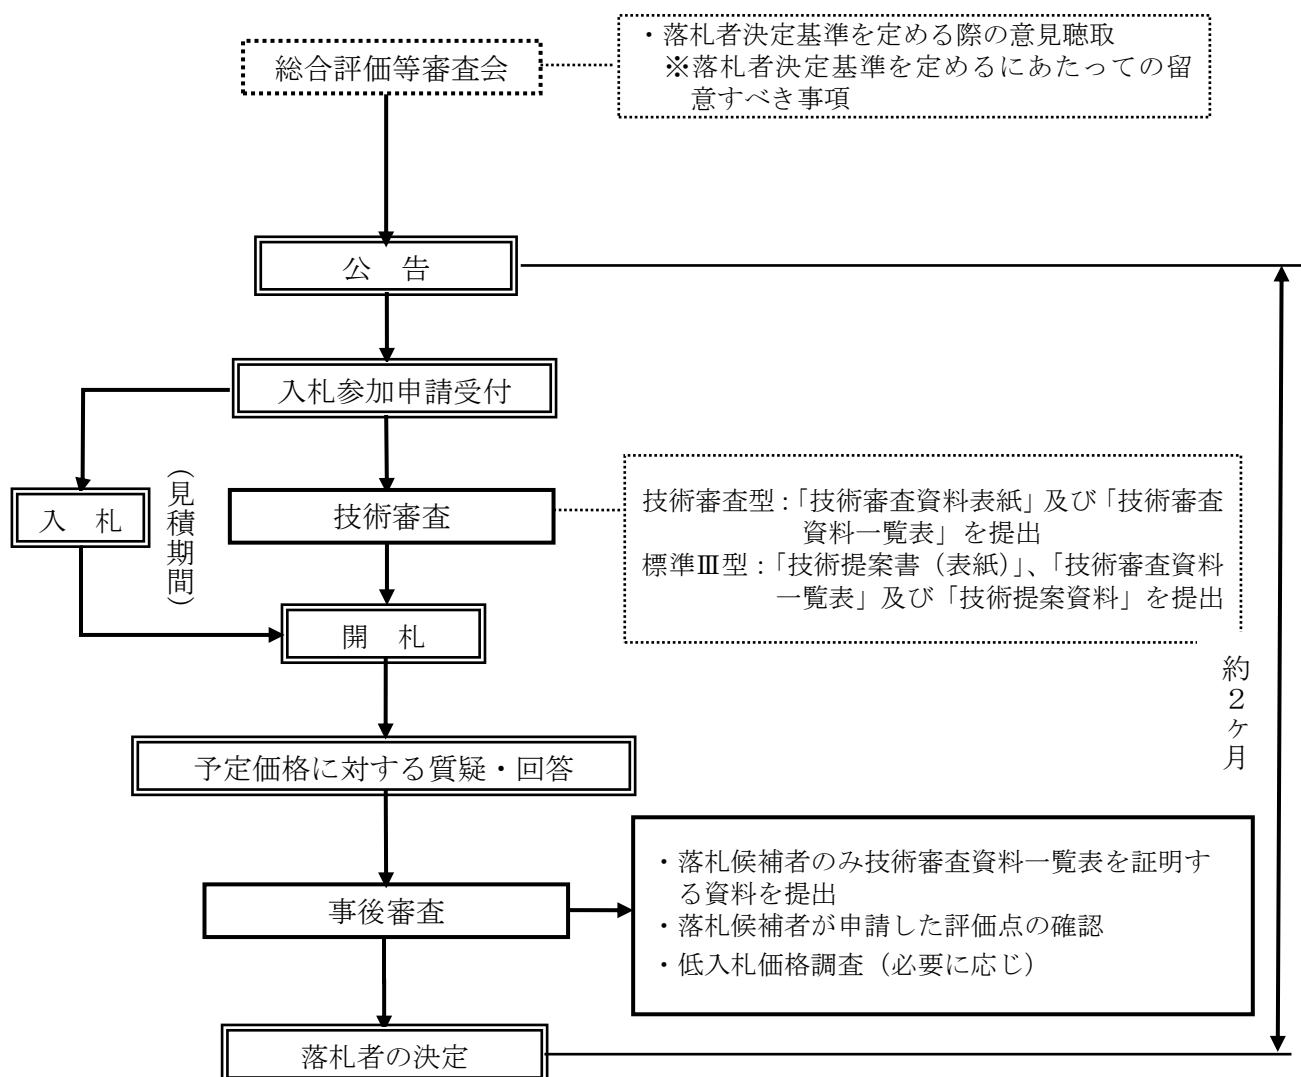 総合評価等審査会
・落札者決定基準を定める際の意見聴取
※落札者決定基準を定めるにあたっての留
意すべき事項
公　告
入札参加申請受付
入　札
(見積期間)
技術審査
技術審査型：「技術審査資料表紙」及び「技術審査
資料一覧表」を提出
標準Ⅲ型：「技術提案書（表紙）」、「技術審査資料
一覧表」及び「技術提案資料」を提出
開　札
約２ヶ月
予定価格に対する質疑・回答
事後審査
・落札候補者のみ技術審査資料一覧表を証明す
る資料を提出
・落札候補者が申請した評価点の確認
・低入札価格調査（必要に応じ）
落札者の決定